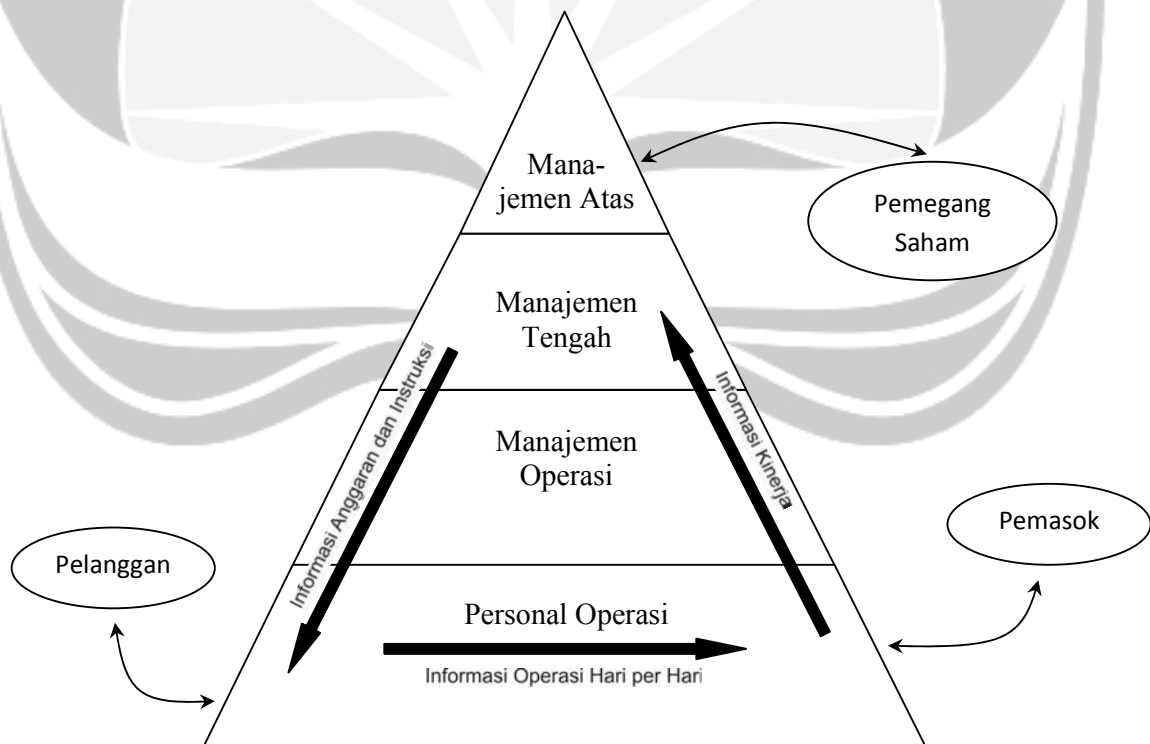 Mana-
jemen Atas
Pemegang
Saham
Manajemen
Tengah
Informasi Anggaran dan Instruksi
Informasi Kinerja
Manajemen
Operasi
Pelanggan
Pemasok
Personal Operasi
Informasi Operasi Hari per Hari